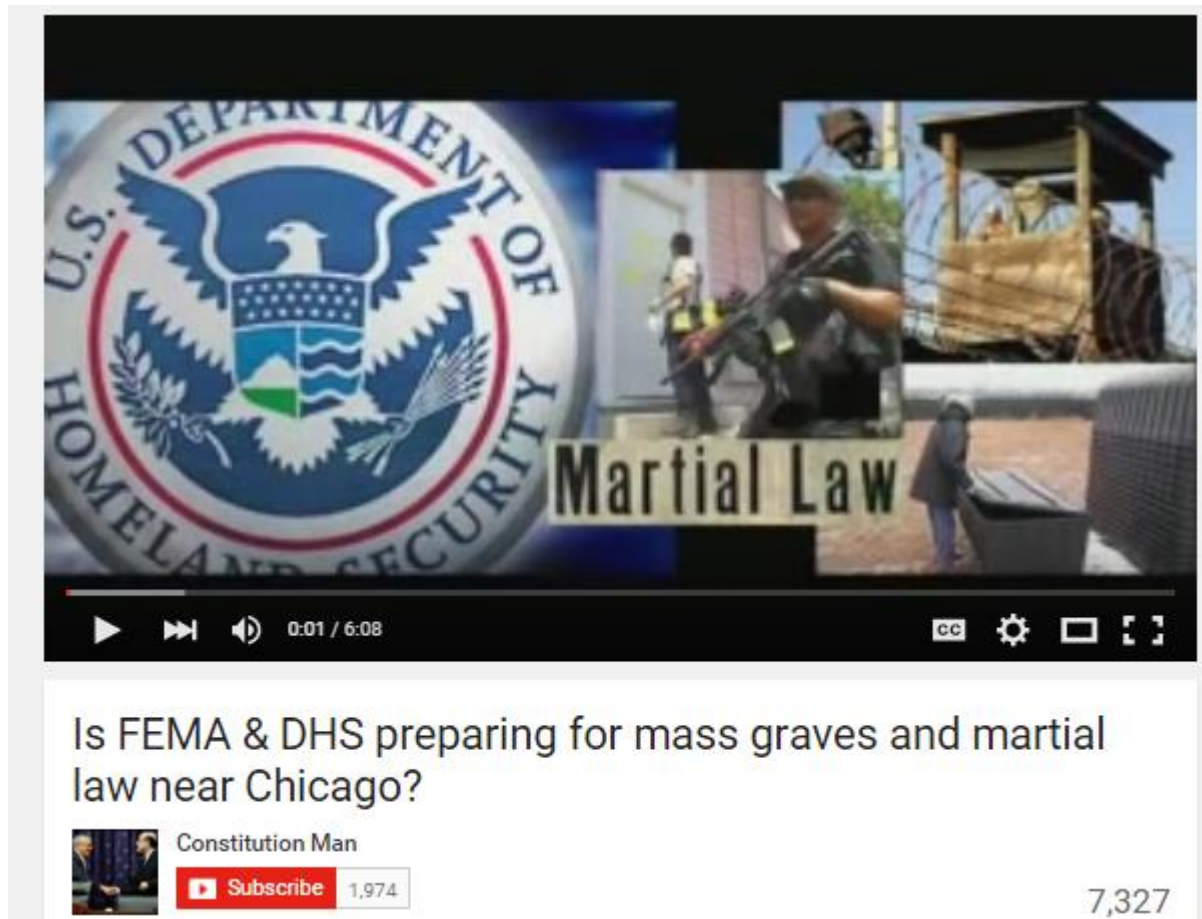 U.S. DEPARTMENT OF
HOMELAND SECURITY
Martial Law
0:01 / 6:08
CC
Is FEMA & DHS preparing for mass graves and martial
law near Chicago?
Constitution Man
Subscribe 1,974
7,327